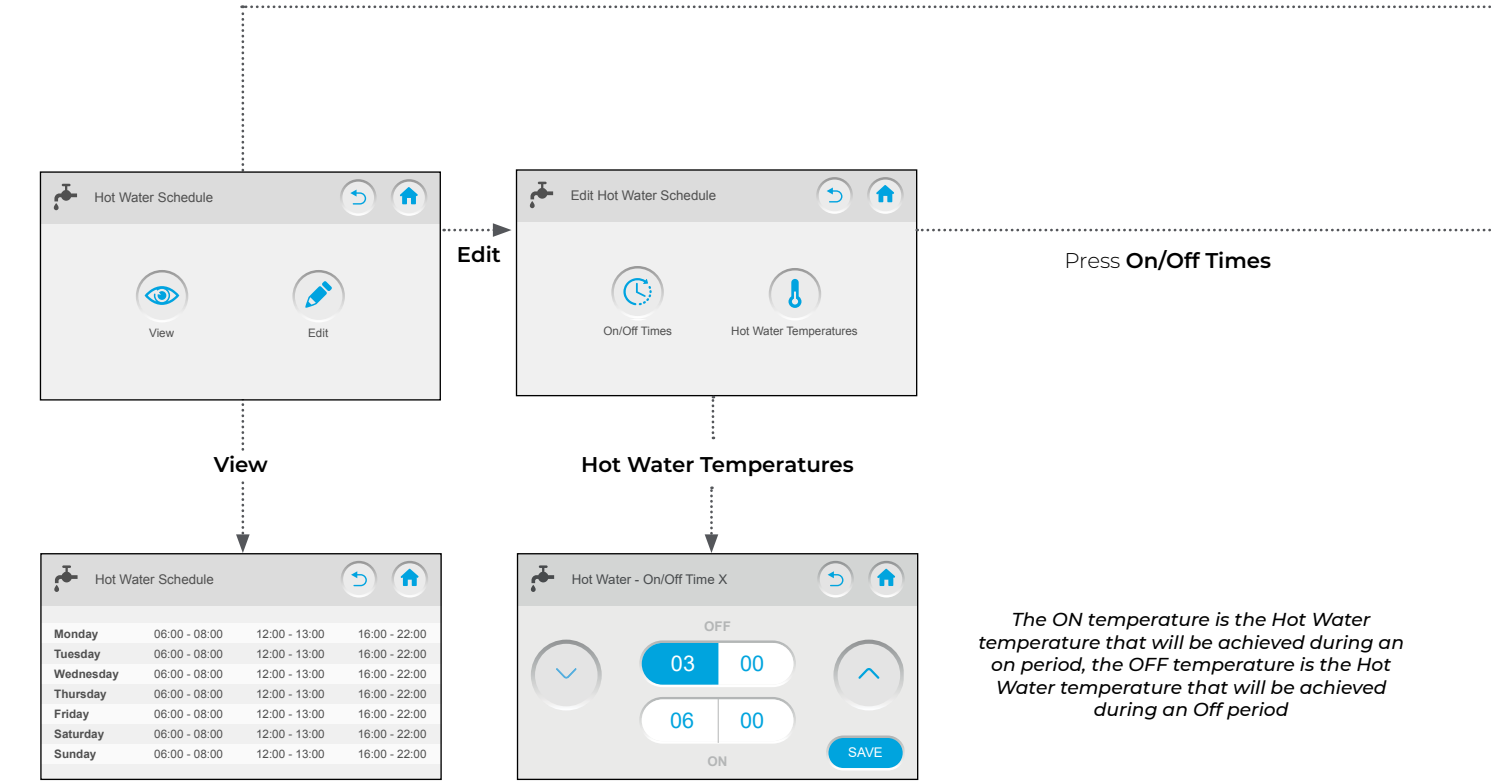 Hot Water Schedule
View
Edit
Edit
Edit Hot Water Schedule
On/Off Times
Hot Water Temperatures
Press On/Off Times
View
Hot Water Temperatures
Hot Water Schedule
Monday 06:00 - 08:00 12:00 - 13:00 16:00 - 22:00
Tuesday 06:00 - 08:00 12:00 - 13:00 16:00 - 22:00
Wednesday 06:00 - 08:00 12:00 - 13:00 16:00 - 22:00
Thursday 06:00 - 08:00 12:00 - 13:00 16:00 - 22:00
Friday 06:00 - 08:00 12:00 - 13:00 16:00 - 22:00
Saturday 06:00 - 08:00 12:00 - 13:00 16:00 - 22:00
Sunday 06:00 - 08:00 12:00 - 13:00 16:00 - 22:00
Hot Water - On/Off Time X
OFF
03 00
06 00
ON
SAVE
The ON temperature is the Hot Water
temperature that will be achieved during an
on period, the OFF temperature is the Hot
Water temperature that will be achieved
during an Off period